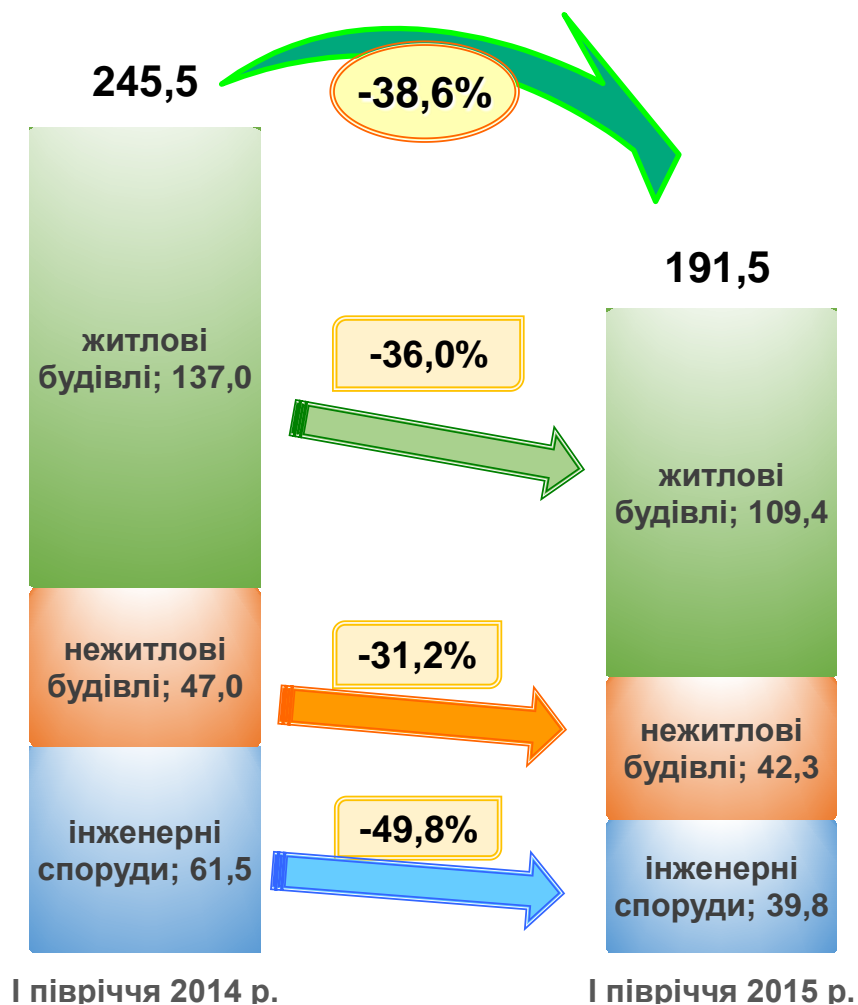 245,5
-38,6%
191,5
житлові
будівлі; 137,0
-36,0%
житлові
будівлі; 109,4
нежитлові
будівлі; 47,0
-31,2%
нежитлові
будівлі; 42,3
інженерні
споруди; 61,5
-49,8%
інженерні
споруди; 39,8
І півріччя 2014 р.
І півріччя 2015 р.